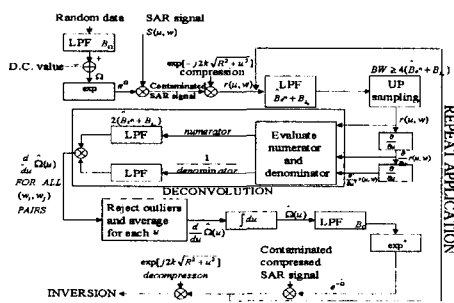 Random data
SAR signal
S(u, w)
LPF B_Ω
D.C. value
+
Ω
exp
e^Ω
Contaminated
SAR signal
exp[-j2k√R²+u²]
compression
r(u, w)
LPF
BW ≥ 4(
UP
sampling
r(u, w)
∂/∂u
∂/∂u r(u, w)
∂/∂u
r(u, w)
REPEAT APPLICATION
LPF
numerator
Evaluate
numerator
and
denominator
LPF
1
denominator
DECONVOLUTION
d/du Ω̂(u)
FOR ALL
PAIRS
Reject outliers
and average
for each u
d/du Ω̂(u)
∫du
Ω̂(u)
LPF
exp
exp[j2k√R²+u²]
decompression
Contaminated
compressed
SAR signal
INVERSION